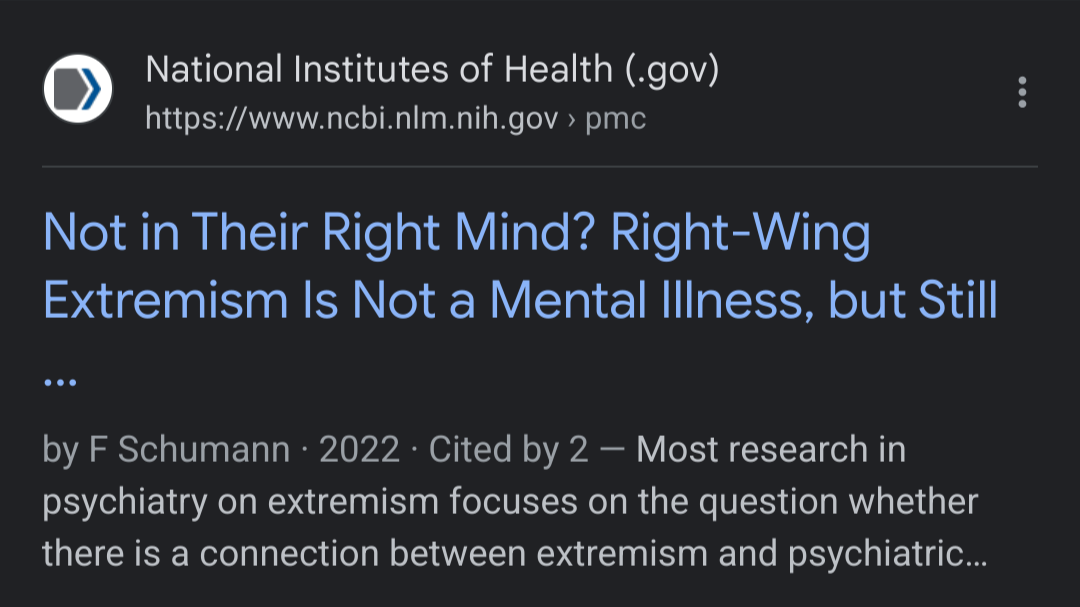 National Institutes of Health (.gov)
https://www.ncbi.nlm.nih.gov › pmc
Not in Their Right Mind? Right-Wing
Extremism Is Not a Mental Illness, but Still
...
by F Schumann · 2022 · Cited by 2 — Most research in
psychiatry on extremism focuses on the question whether
there is a connection between extremism and psychiatric...